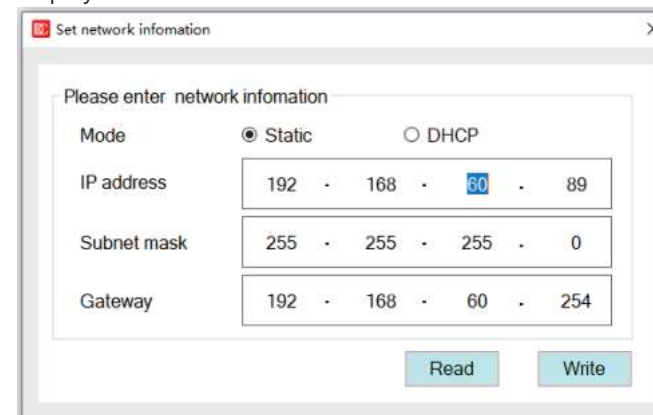 Set network infomation
Please enter network infomation
Mode Static DHCP
IP address 192 . 168 . 60 . 89
Subnet mask 255 . 255 . 255 . 0
Gateway 192 . 168 . 60 . 254
Read Write